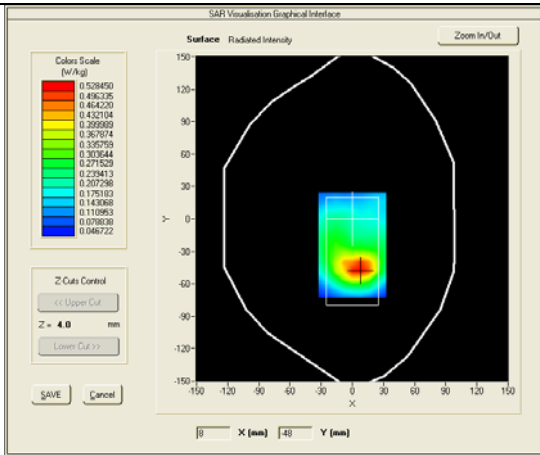 SAR Visualisation Graphical Interface
Surface Radiated Intensity
Zoom In/Out
Colors Scale
(W/kg)
0.528450
0.496335
0.464220
0.432104
0.399989
0.367874
0.335759
0.303644
0.271529
0.239413
0.207298
0.175183
0.143068
0.110953
0.078838
0.046722
150-
120-
90-
60-
30-
0-
-30-
-60-
-90-
-120-
-150-
Y
-150 -120 -90 -60 -30 0 30 60 90 120 150
X
Z-Cuts Control
<< Upper Cut
Z = 4.0 mm
Lower Cut >>
SAVE
Cancel
8 X (mm) -48 Y (mm)